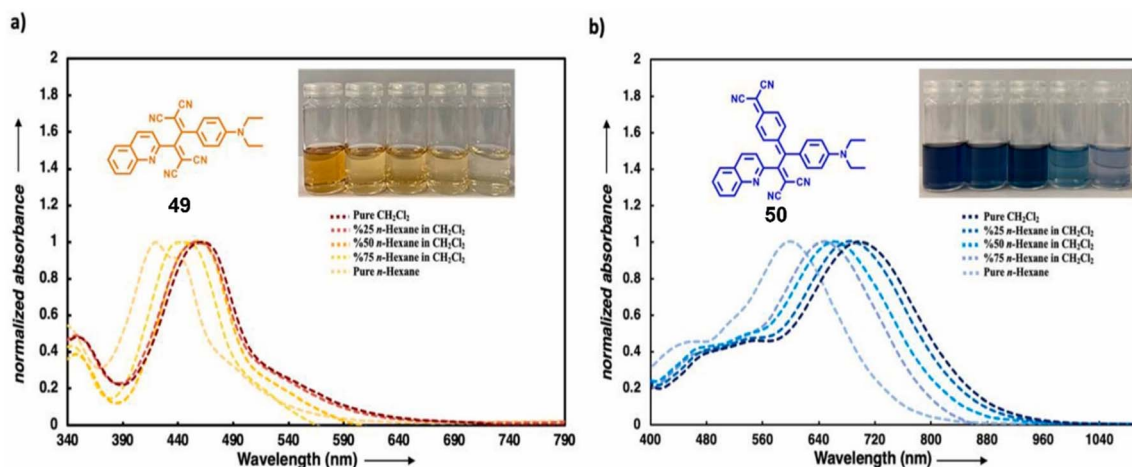 a)
2
1.8
1.6
1.4
1.2
1
0.8
0.6
0.4
0.2
0
normalized absorbance
340 390 440 490 540 590 640 690 740 790
Wavelength (nm)
NC CN
N
N
NC CN
49
Pure CH₂Cl₂
%25 n-Hexane in CH₂Cl₂
%50 n-Hexane in CH₂Cl₂
%75 n-Hexane in CH₂Cl₂
Pure n-Hexane
b)
2
1.8
1.6
1.4
1.2
1
0.8
0.6
0.4
0.2
0
normalized absorbance
400 480 560 640 720 800 880 960 1040
Wavelength (nm)
CN
NC
N
N
CN
NC
50
Pure CH₂Cl₂
%25 n-Hexane in CH₂Cl₂
%50 n-Hexane in CH₂Cl₂
%75 n-Hexane in CH₂Cl₂
Pure n-Hexane